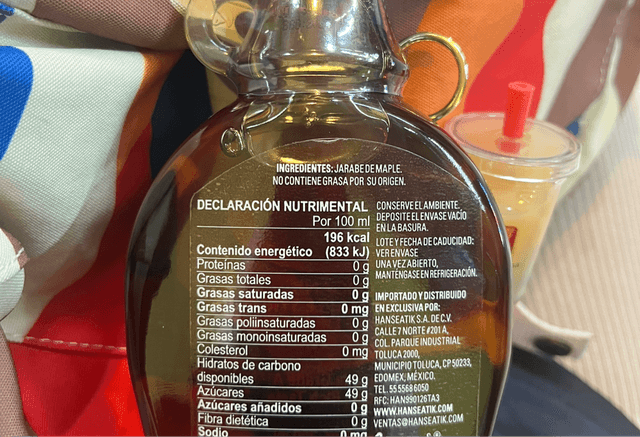 INGREDIENTES: JARABE DE MAPLE.
NO CONTIENE GRASA POR SU ORIGEN.
DECLARACIÓN NUTRIMENTAL
Por 100 ml
196 kcal
Contenido energético (833 kJ)
Proteínas 0 g
Grasas totales 0 g
Grasas saturadas 0 g
Grasas trans 0 mg
Grasas poliinsaturadas 0 g
Grasas monoinsaturadas 0 g
Colesterol 0 mg
Hidratos de carbono
disponibles 49 g
Azúcares 49 g
Azúcares añadidos 0 g
Fibra dietética 0 g
Sodio 0 mg
CONSERVE EL AMBIENTE.
DEPOSITE EL ENVASE VACÍO
EN LA BASURA.
LOTE Y FECHA DE CADUCIDAD:
VER ENVASE
UNA VEZ ABIERTO,
MANTÉNGASE EN REFRIGERACIÓN.
IMPORTADO Y DISTRIBUIDO
EN EXCLUSIVA POR:
HANSEATIK S.A. DE C.V.
CALLE 7 NORTE #201 A,
COL. PARQUE INDUSTRIAL
TOLUCA 2000,
MUNICIPIO TOLUCA, CP 50233,
EDOMEX, MÉXICO.
TEL. 55 5568 6050
RFC: HAN990126TA3
WWW.HANSEATIK.COM
VENTAS@HANSEATIK.COM